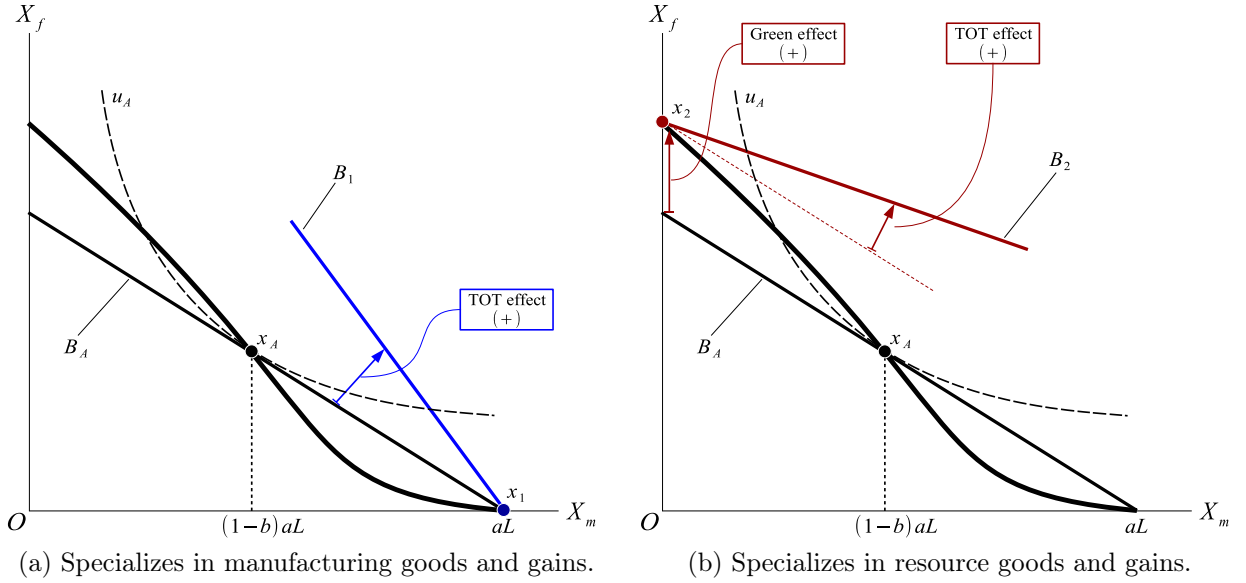 X_f
u_A
B_1
TOT effect
(+)
B_A
x_A
x_1
O
(1−b)aL
aL
X_m
(a) Specializes in manufacturing goods and gains.
X_f
Green effect
(+)
TOT effect
(+)
x_2
u_A
B_2
B_A
x_A
O
(1−b)aL
aL
X_m
(b) Specializes in resource goods and gains.